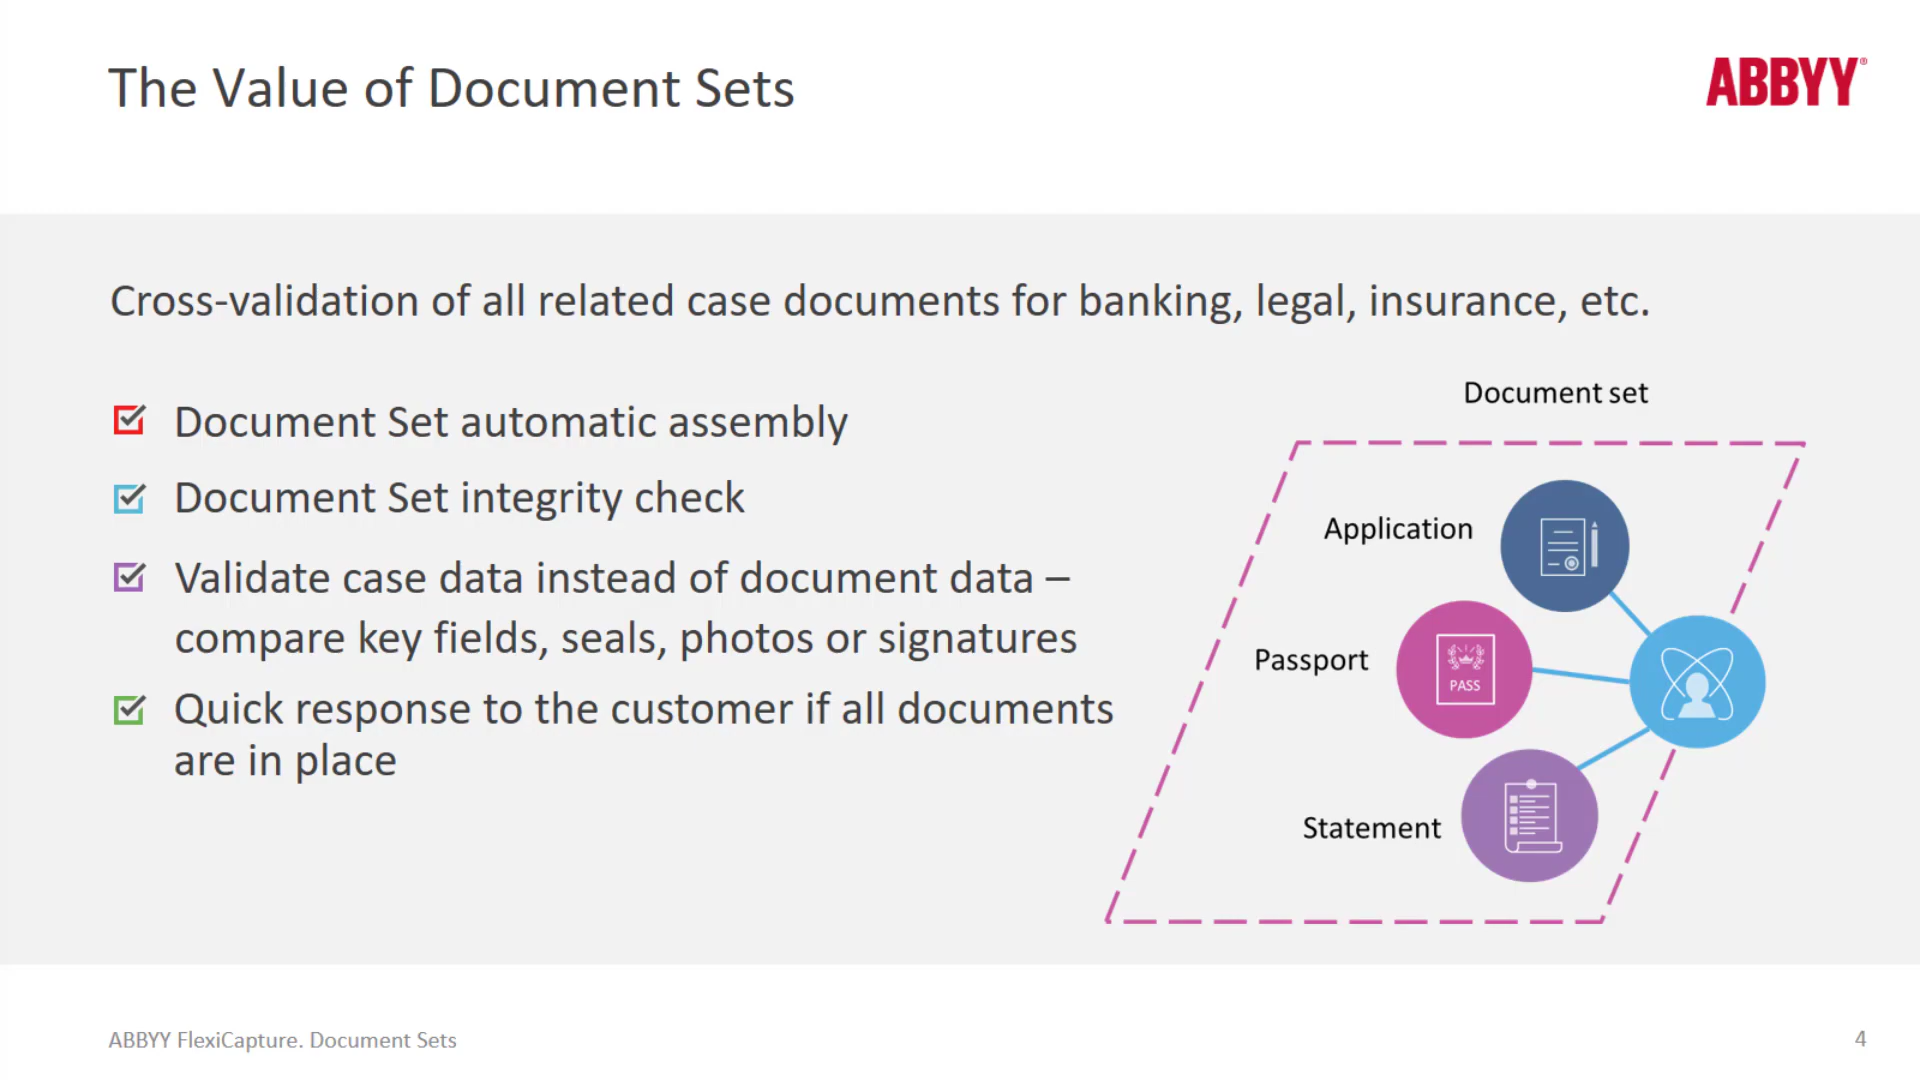 The Value of Document Sets
ABBYY®
Cross-validation of all related case documents for banking, legal, insurance, etc.
Document Set automatic assembly
Document Set integrity check
Validate case data instead of document data –
compare key fields, seals, photos or signatures
Quick response to the customer if all documents
are in place
Document set
Application
Passport
PASS
Statement
ABBYY FlexiCapture. Document Sets
4